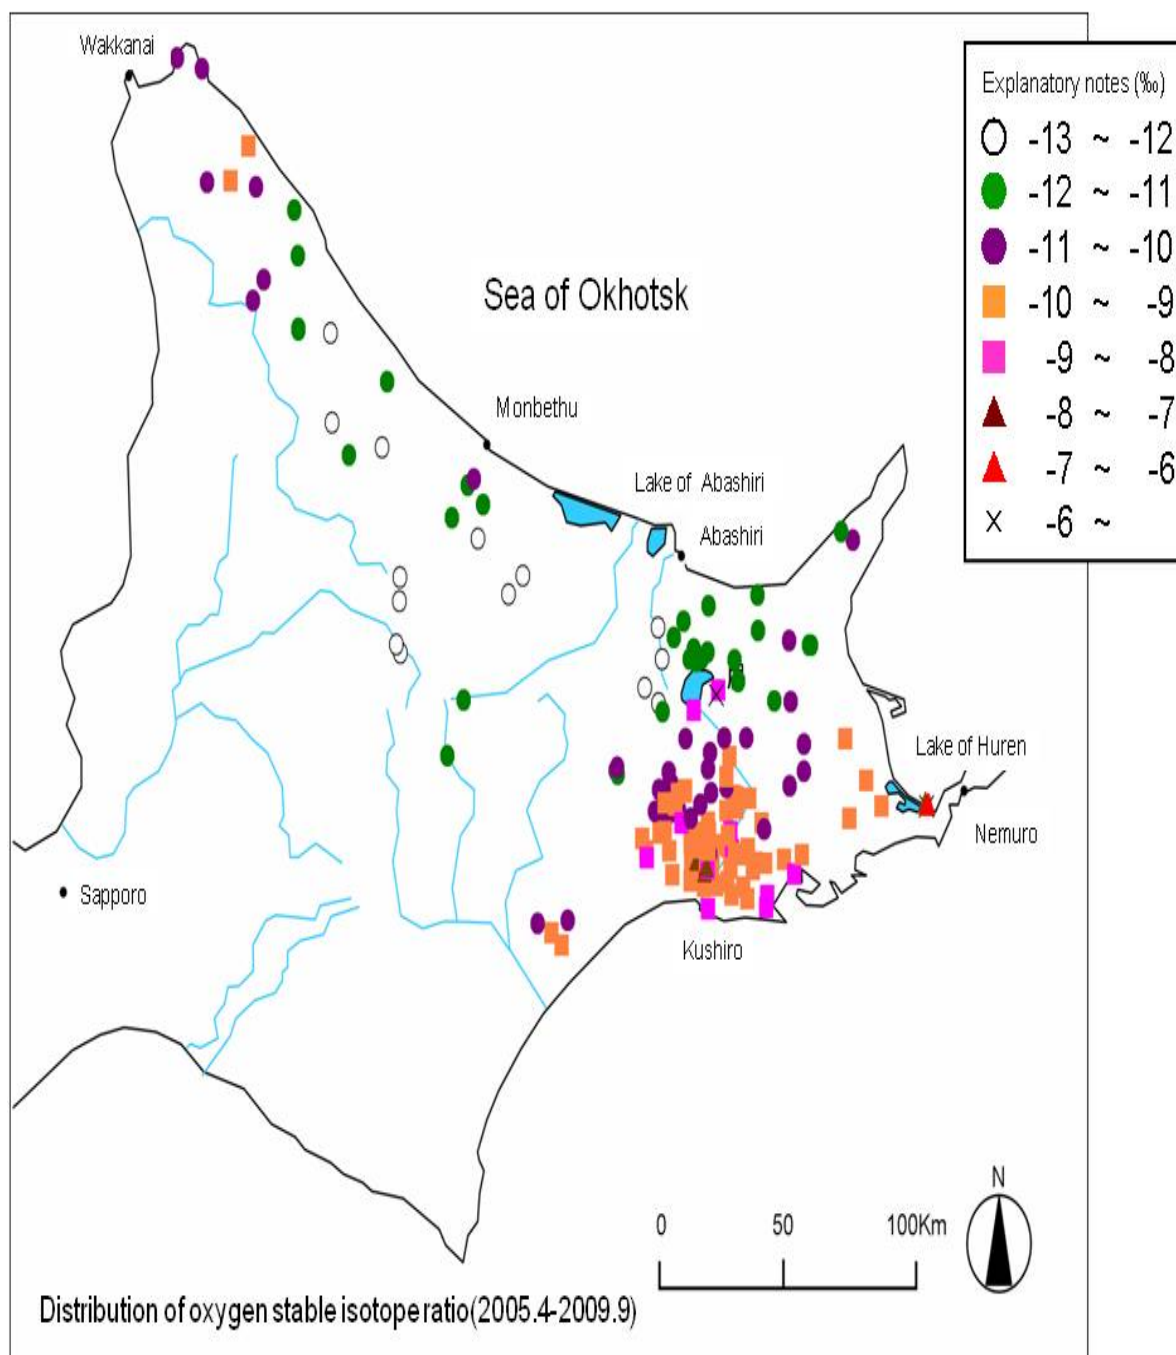 Wakkanai
Explanatory notes (‰)
-13 ~ -12
-12 ~ -11
-11 ~ -10
-10 ~ -9
-9 ~ -8
-8 ~ -7
-7 ~ -6
-6 ~
Sea of Okhotsk
Monbethu
Lake of Abashiri
Abashiri
Lake of Huren
Nemuro
Sapporo
Kushiro
N
0 50 100Km
Distribution of oxygen stable isotope ratio(2005.4-2009.9)